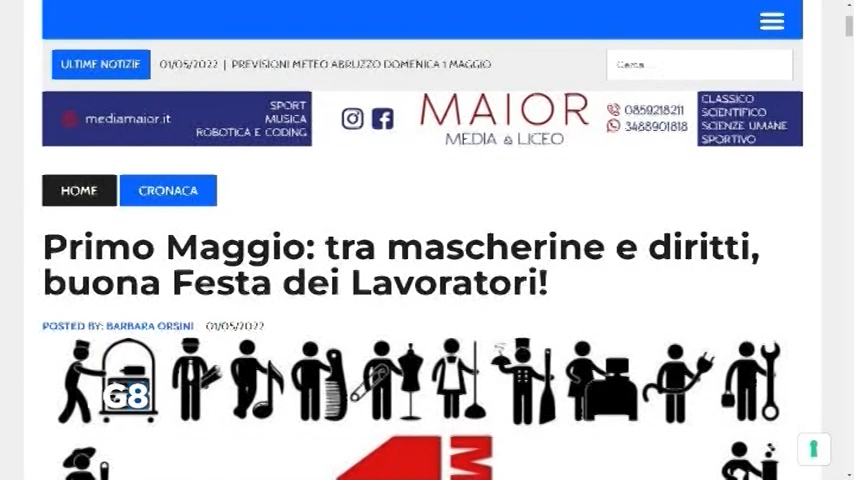 ULTIME NOTIZIE
01/05/2022 | PREVISIONI METEO ABRUZZO DOMENICA 1 MAGGIO
Cerca ...
mediamaior.it
SPORT
MUSICA
ROBOTICA E CODING
MAIOR
MEDIA & LICEO
0859218211
3488901818
CLASSICO
SCIENTIFICO
SCIENZE UMANE
SPORTIVO
HOME
CRONACA
Primo Maggio: tra mascherine e diritti,
buona Festa dei Lavoratori!
POSTED BY: BARBARA ORSINI 01/05/2022
G8
M